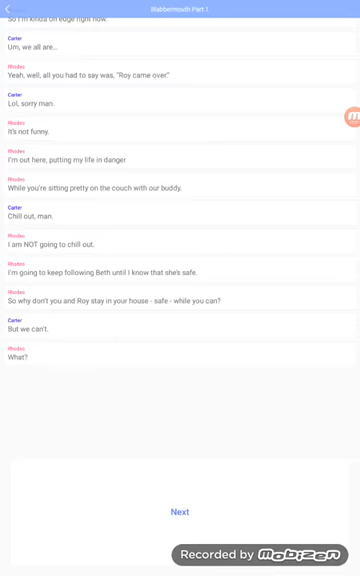 Blabbermouth Part 1
So I'm kinda on edge right now.
Carter
Um, we all are...
Rhodes
Yeah, well, all you had to say was, "Roy came over."
Carter
Lol, sorry man.
Rhodes
It's not funny.
Rhodes
I'm out here, putting my life in danger
Rhodes
While you're sitting pretty on the couch with our buddy.
Carter
Chill out, man.
Rhodes
I am NOT going to chill out.
Rhodes
I'm going to keep following Beth until I know that she's safe.
Rhodes
So why don't you and Roy stay in your house - safe - while you can?
Carter
But we can't.
Rhodes
What?
Next
Recorded by mobizen